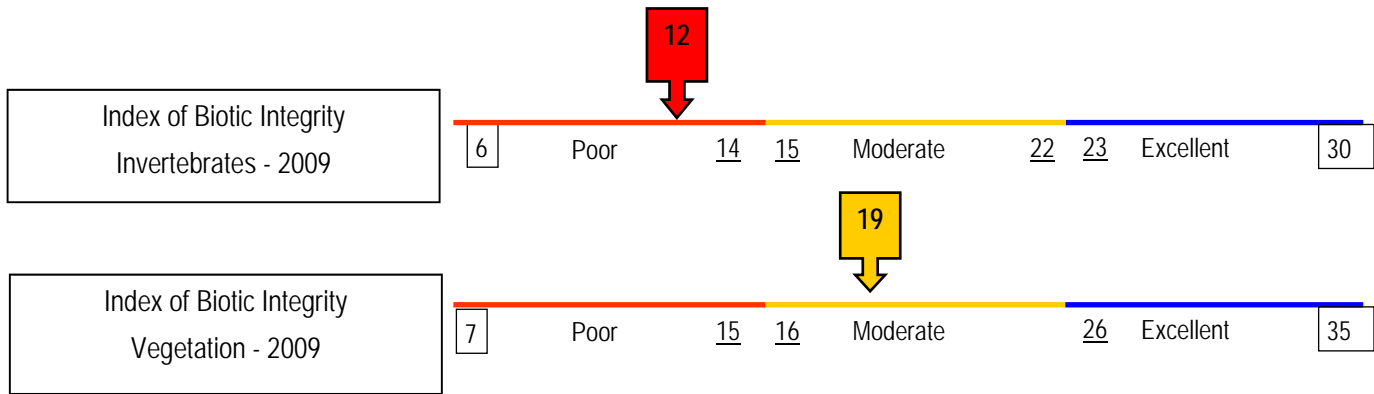 12
Index of Biotic Integrity
Invertebrates - 2009
6 Poor 14 15 Moderate 22 23 Excellent 30
19
Index of Biotic Integrity
Vegetation - 2009
7 Poor 15 16 Moderate 26 Excellent 35